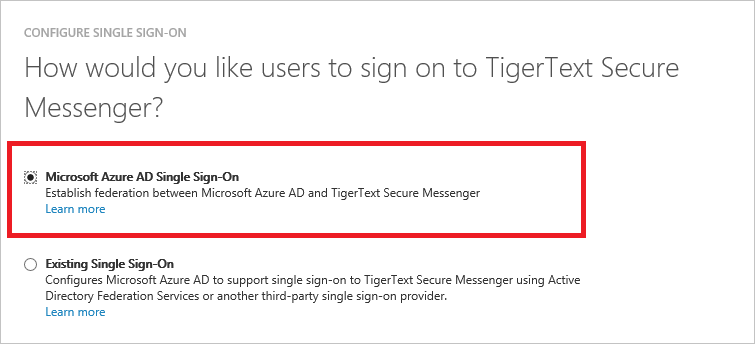 CONFIGURE SINGLE SIGN-ON
How would you like users to sign on to TigerText Secure
Messenger?
Microsoft Azure AD Single Sign-On
Establish federation between Microsoft Azure AD and TigerText Secure Messenger
Learn more
Existing Single Sign-On
Configures Microsoft Azure AD to support single sign-on to TigerText Secure Messenger using Active
Directory Federation Services or another third-party single sign-on provider.
Learn more